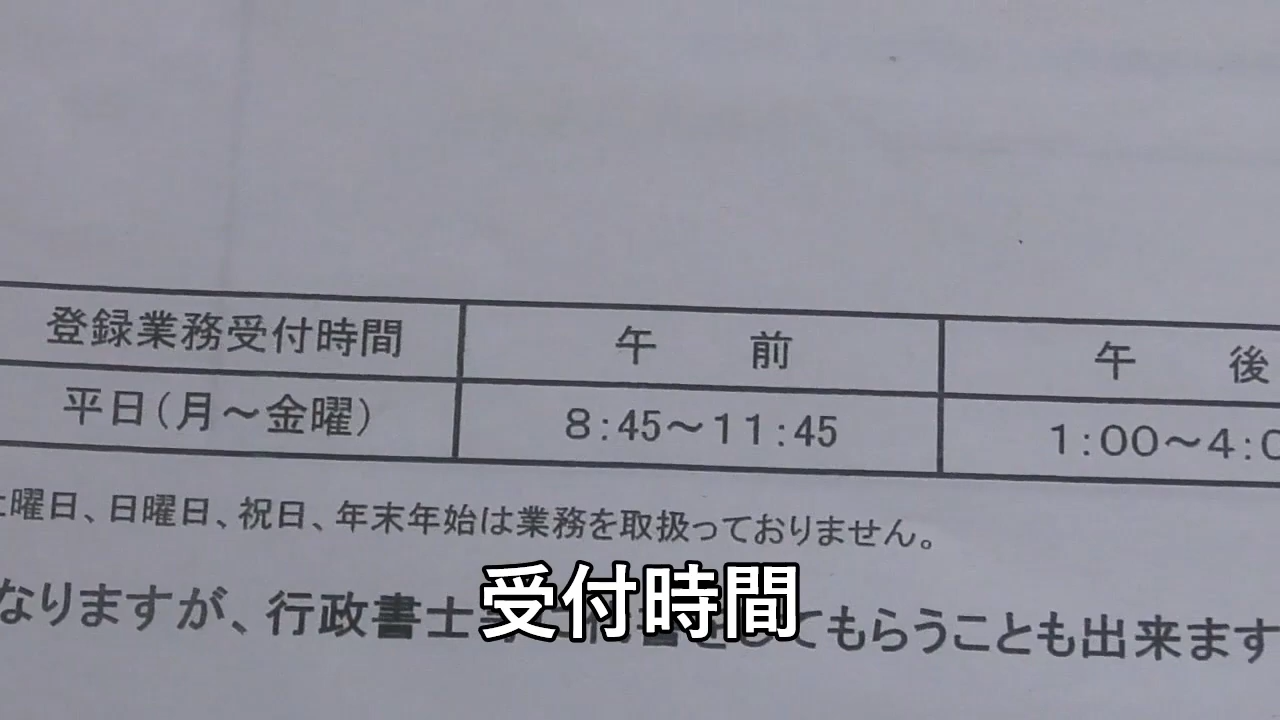 登録業務受付時間 午 前 午 後
平日(月～金曜) 8:45～11:45 1:00～4:0
曜日、日曜日、祝日、年末年始は業務を取扱っておりません。
なりますが、行政書士 してもらうことも出来ます
受付時間